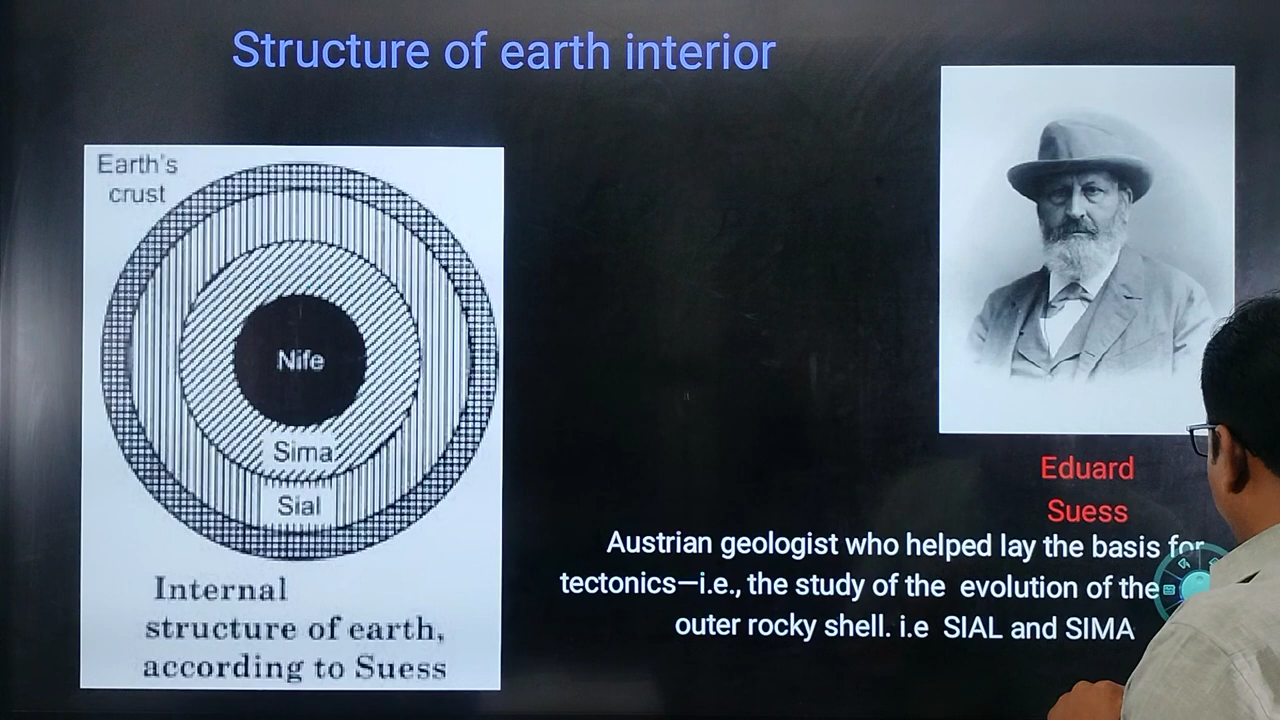 Structure of earth interior
Earth's
crust
Nife
Sima
Sial
Internal
structure of earth,
according to Suess
Eduard
Suess
Austrian geologist who helped lay the basis for
tectonics—i.e., the study of the evolution of the
outer rocky shell. i.e SIAL and SIMA